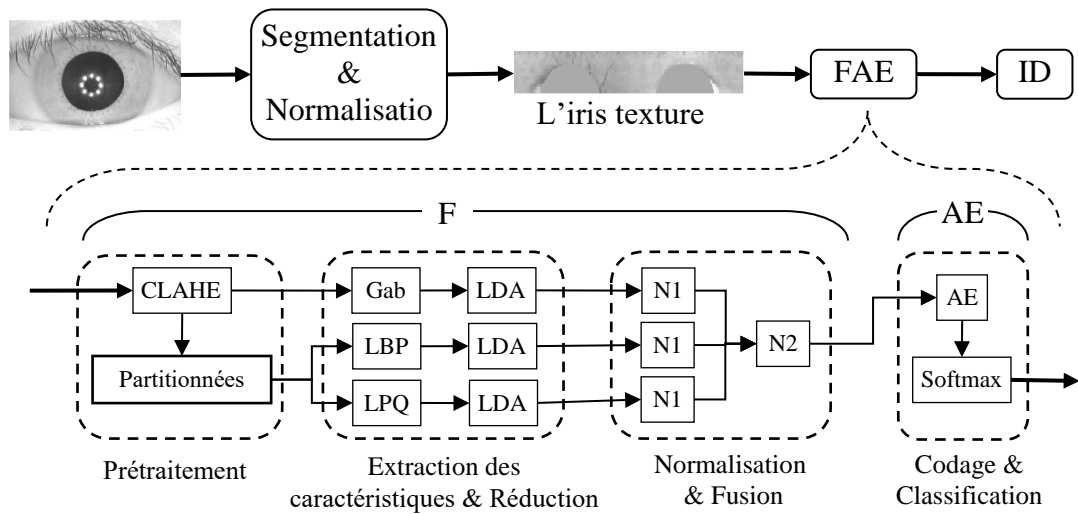 Segmentation
&
Normalisatio
L'iris texture
FAE
ID
F
AE
CLAHE
Partitionnées
Gab
LDA
LBP
LDA
LPQ
LDA
N1
N1
N1
N2
AE
Softmax
Prétraitement
Extraction des
caractéristiques & Réduction
Normalisation
& Fusion
Codage &
Classification